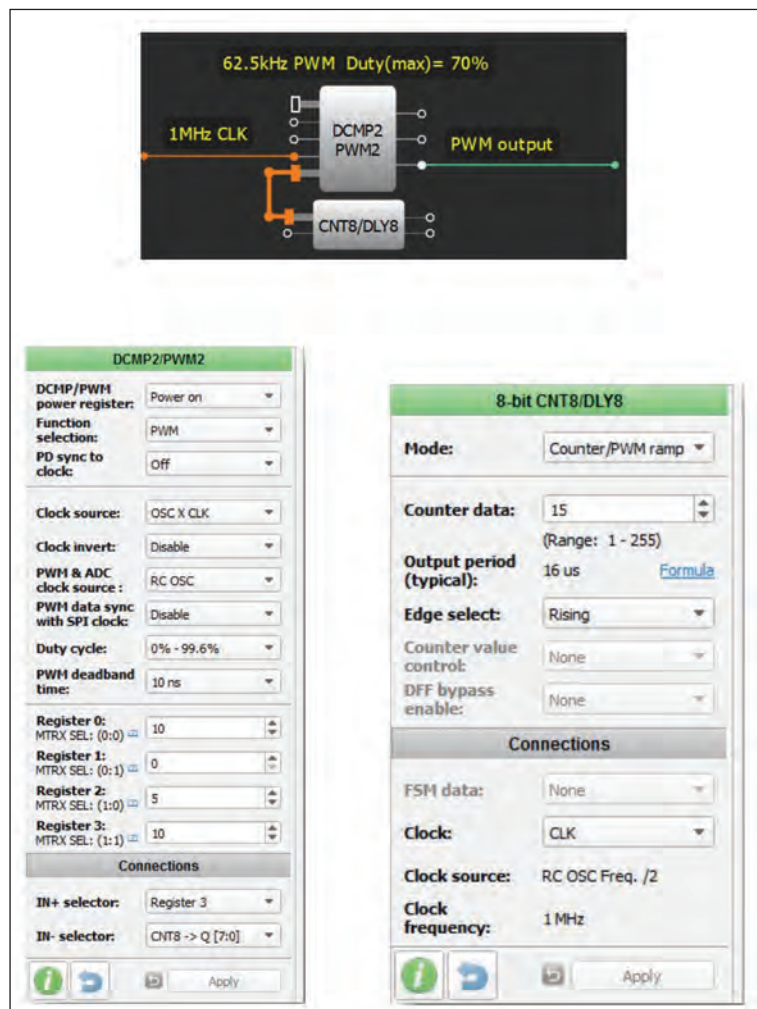 62.5kHz PWM Duty(max)= 70%
1MHz CLK
DCMP2
PWM2
PWM output
CNT8/DLY8
DCMP2/PWM2
DCMP/PWM
power register: Power on
Function
selection: PWM
PD sync to
clock: Off
Clock source: OSC X CLK
Clock invert: Disable
PWM & ADC
clock source : RC OSC
PWM data sync
with SPI clock: Disable
Duty cycle: 0% - 99.6%
PWM deadband
time: 10 ns
Register 0: 10
MTRX SEL: (0:0)
Register 1: 0
MTRX SEL: (0:1)
Register 2: 5
MTRX SEL: (1:0)
Register 3: 10
MTRX SEL: (1:1)
Connections
IN+ selector: Register 3
IN- selector: CNT8 -> Q [7:0]
Apply
8-bit CNT8/DLY8
Mode: Counter/PWM ramp
Counter data: 15
(Range: 1 - 255)
Output period
(typical): 16 us Formula
Edge select: Rising
Counter value
control: None
DFF bypass
enable: None
Connections
FSM data: None
Clock: CLK
Clock source: RC OSC Freq. /2
Clock
frequency: 1 MHz
Apply